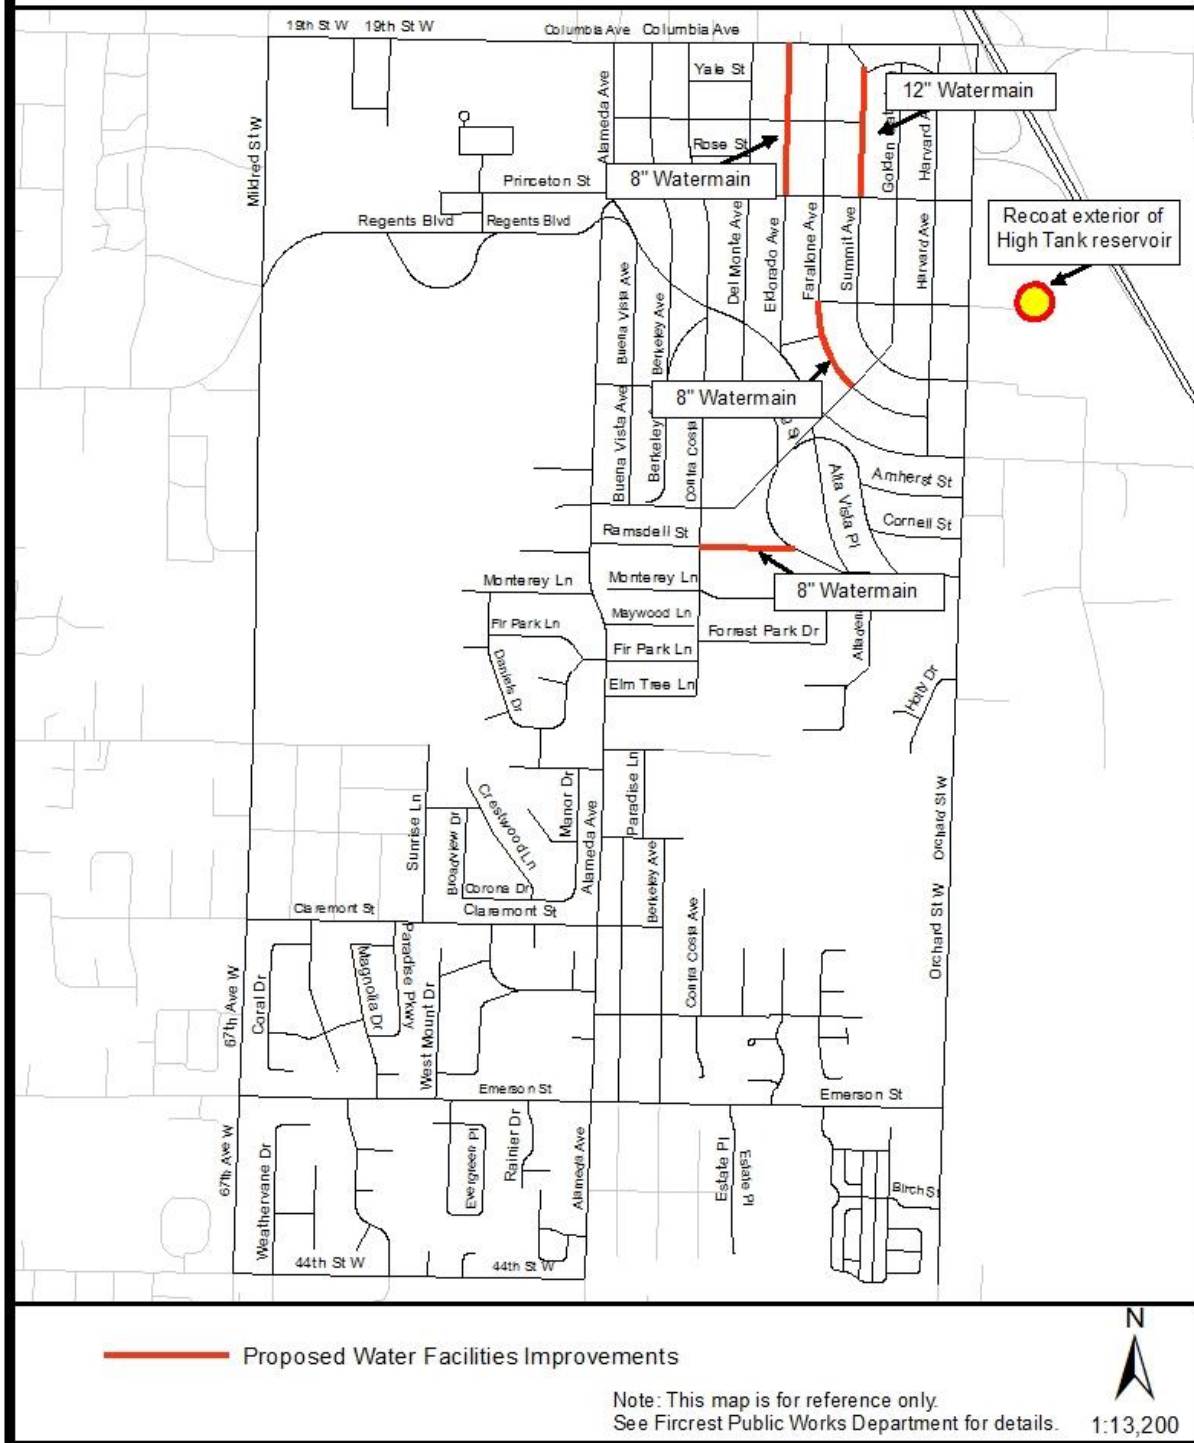 19th St W 19th St W
Columbia Ave Columbia Ave
Yale St
Alameda Ave
12" Watermain
Mildred St W
Rose St
Golden
Harvard A
8" Watermain
Princeton St
Regents Blvd Regents Blvd
Recoat exterior of
High Tank reservoir
Del Monte Ave
Eldorado Ave
Farallone Ave
Summit Ave
Harvard Ave
Buena Vista Ave
Berkeley Ave
8" Watermain
Buena Vista Ave
Berkeley
Contra Costa
Alta Vista Pl
Amherst St
Cornell St
Ramsdell St
Monterey Ln
Monterey Ln
8" Watermain
Fir Park Ln
Maywood Ln
Forrest Park Dr
Altadena
Fir Park Ln
Daniels Dr
Elm Tree Ln
Holly Dr
Sunrise Ln
Broadview Dr
Crestwood Ln
Manor Dr
Alameda Ave
Paradise Ln
Orchard St W
Corona Dr
Berkeley Ave
Claremont St
Claremont St
Contra Costa Ave
Orchard St W
67th Ave W
Coral Dr
Magnolia Dr
Paradise Pkwy
West Mount Dr
Emerson St
Emerson St
67th Ave W
Weathervane Dr
Evergreen Pl
Rainier Dr
Alameda Ave
Estate Pl
Estate Pl
Birch St
44th St W
44th St W
N
Proposed Water Facilities Improvements
Note: This map is for reference only.
See Fircrest Public Works Department for details.
1:13,200